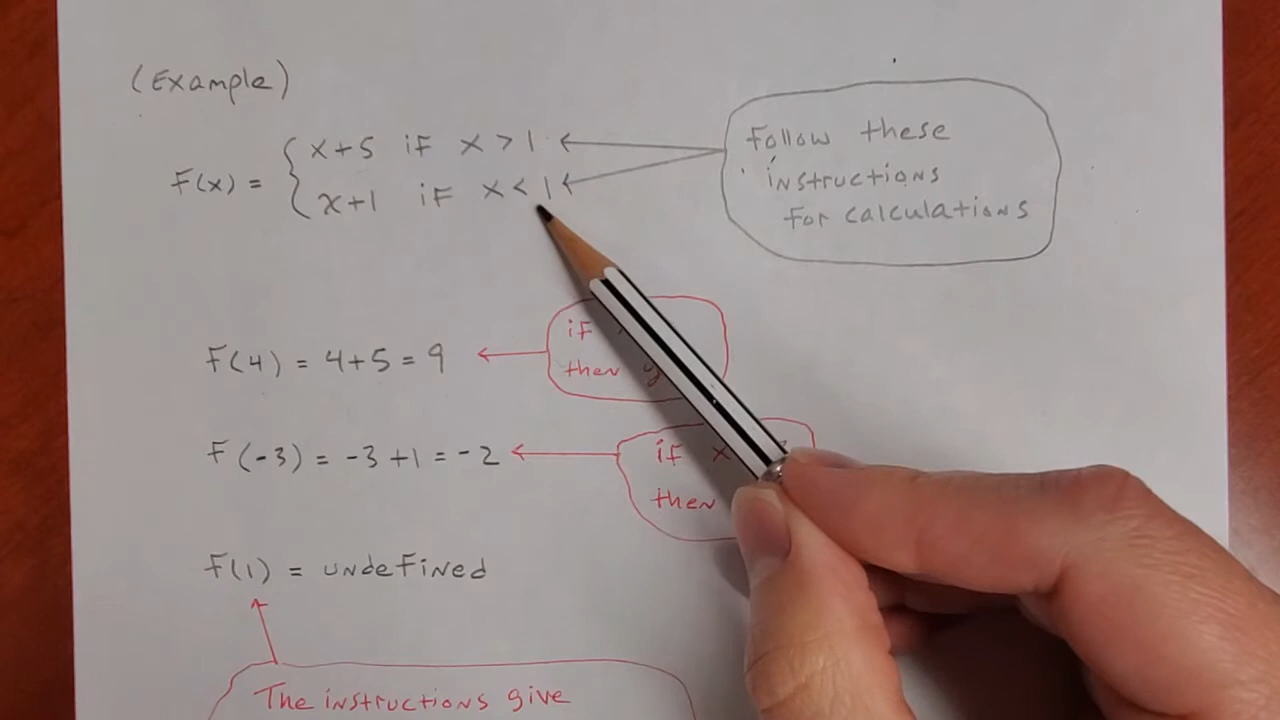 (Example)
F(x) = { x+5 if x > 1
x+1 if x < 1
Follow these
instructions
for calculations
F(4) = 4+5 = 9
if
then
F(-3) = -3+1 = -2
if x
then
F(1) = undefined
The instructions give